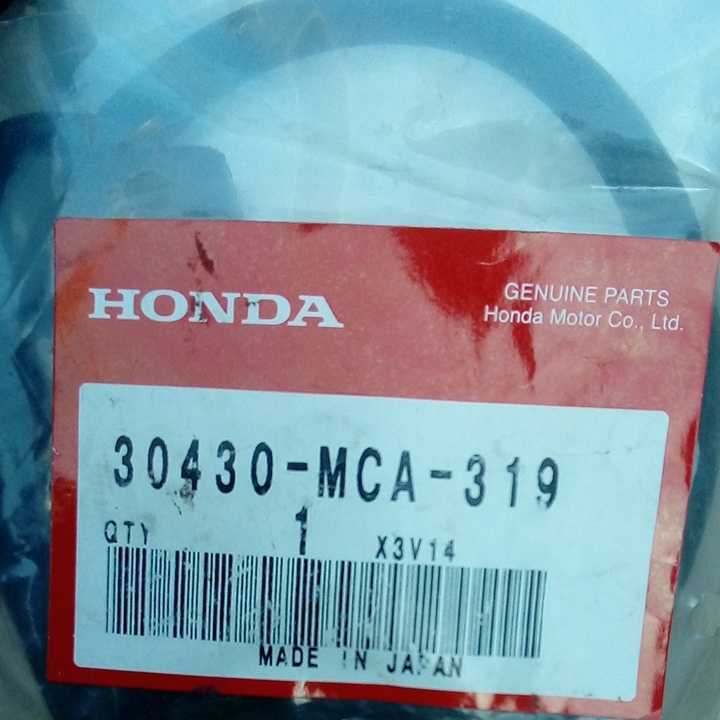 HONDA
GENUINE PARTS
Honda Motor Co., Ltd.
30430-MCA-319
QTY 1 X3V14
MADE IN JAPAN